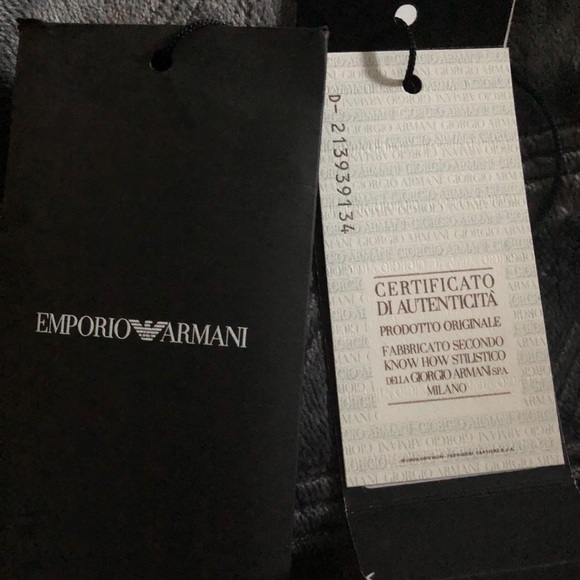 EMPORIO ARMANI
D-213939134
CERTIFICATO
DI AUTENTICITÀ
PRODOTTO ORIGINALE
FABBRICATO SECONDO
KNOW HOW STILISTICO
DELLA GIORGIO ARMANI S.P.A.
MILANO